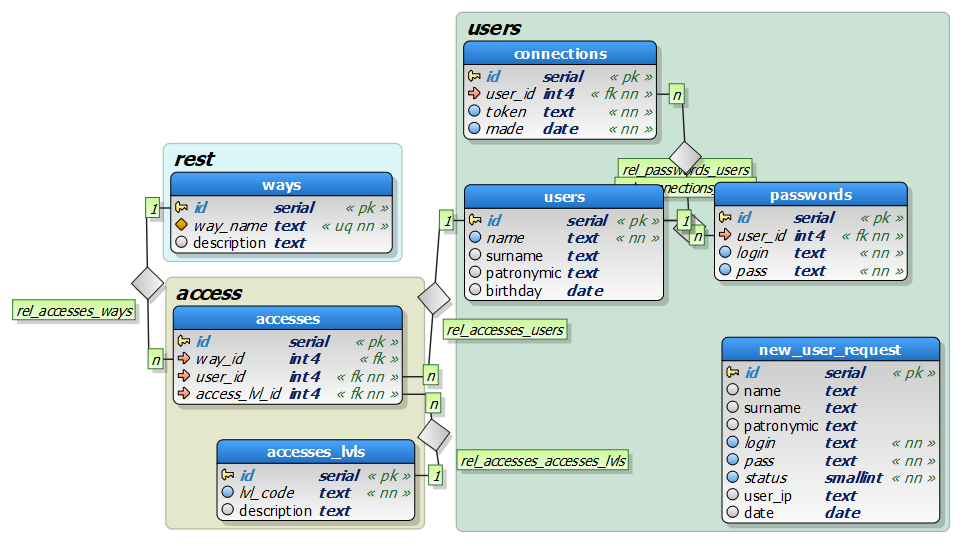 users
connections
id serial « pk »
user_id int4 « fk nn »
token text « nn »
made date « nn »
n
rel_passwords_users
connections
rest
ways
id serial « pk »
way_name text « uq nn »
description text
1
users
id serial « pk »
name text « nn »
surname text
patronymic text
birthday date
1
1
n
passwords
id serial « pk »
user_id int4 « fk nn »
login text « nn »
pass text « nn »
rel_accesses_ways
access
accesses
id serial « pk »
way_id int4 « fk »
user_id int4 « fk nn »
access_lvl_id int4 « fk nn »
n
n
n
rel_accesses_users
accesses_lvls
id serial « pk »
lvl_code text « nn »
description text
1
rel_accesses_accesses_lvls
new_user_request
id serial « pk »
name text
surname text
patronymic text
login text « nn »
pass text « nn »
status smallint « nn »
user_ip text
date date